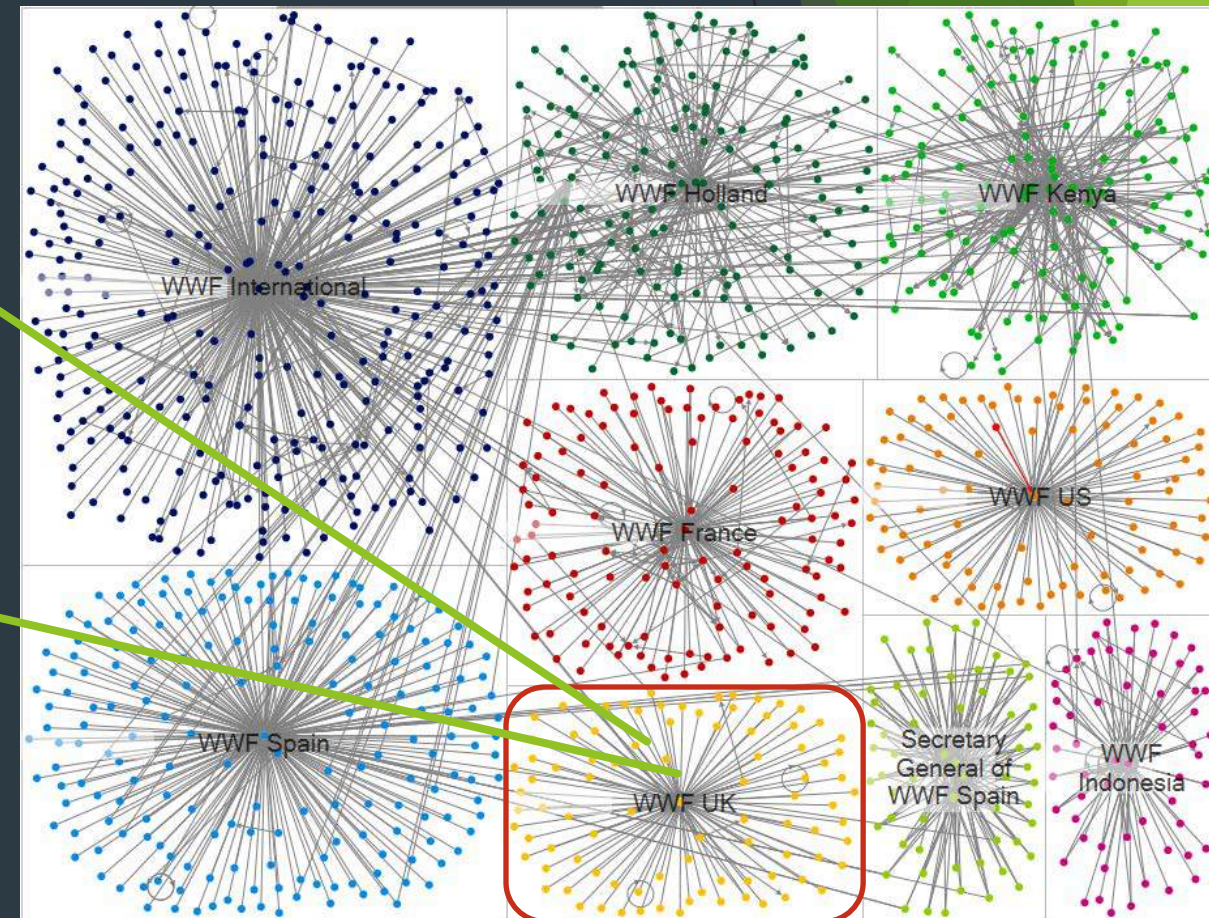 WWF International
WWF Holland
WWF Kenya
WWF France
WWF US
WWF Spain
WWF UK
Secretary
General of
WWF Spain
WWF
Indonesia